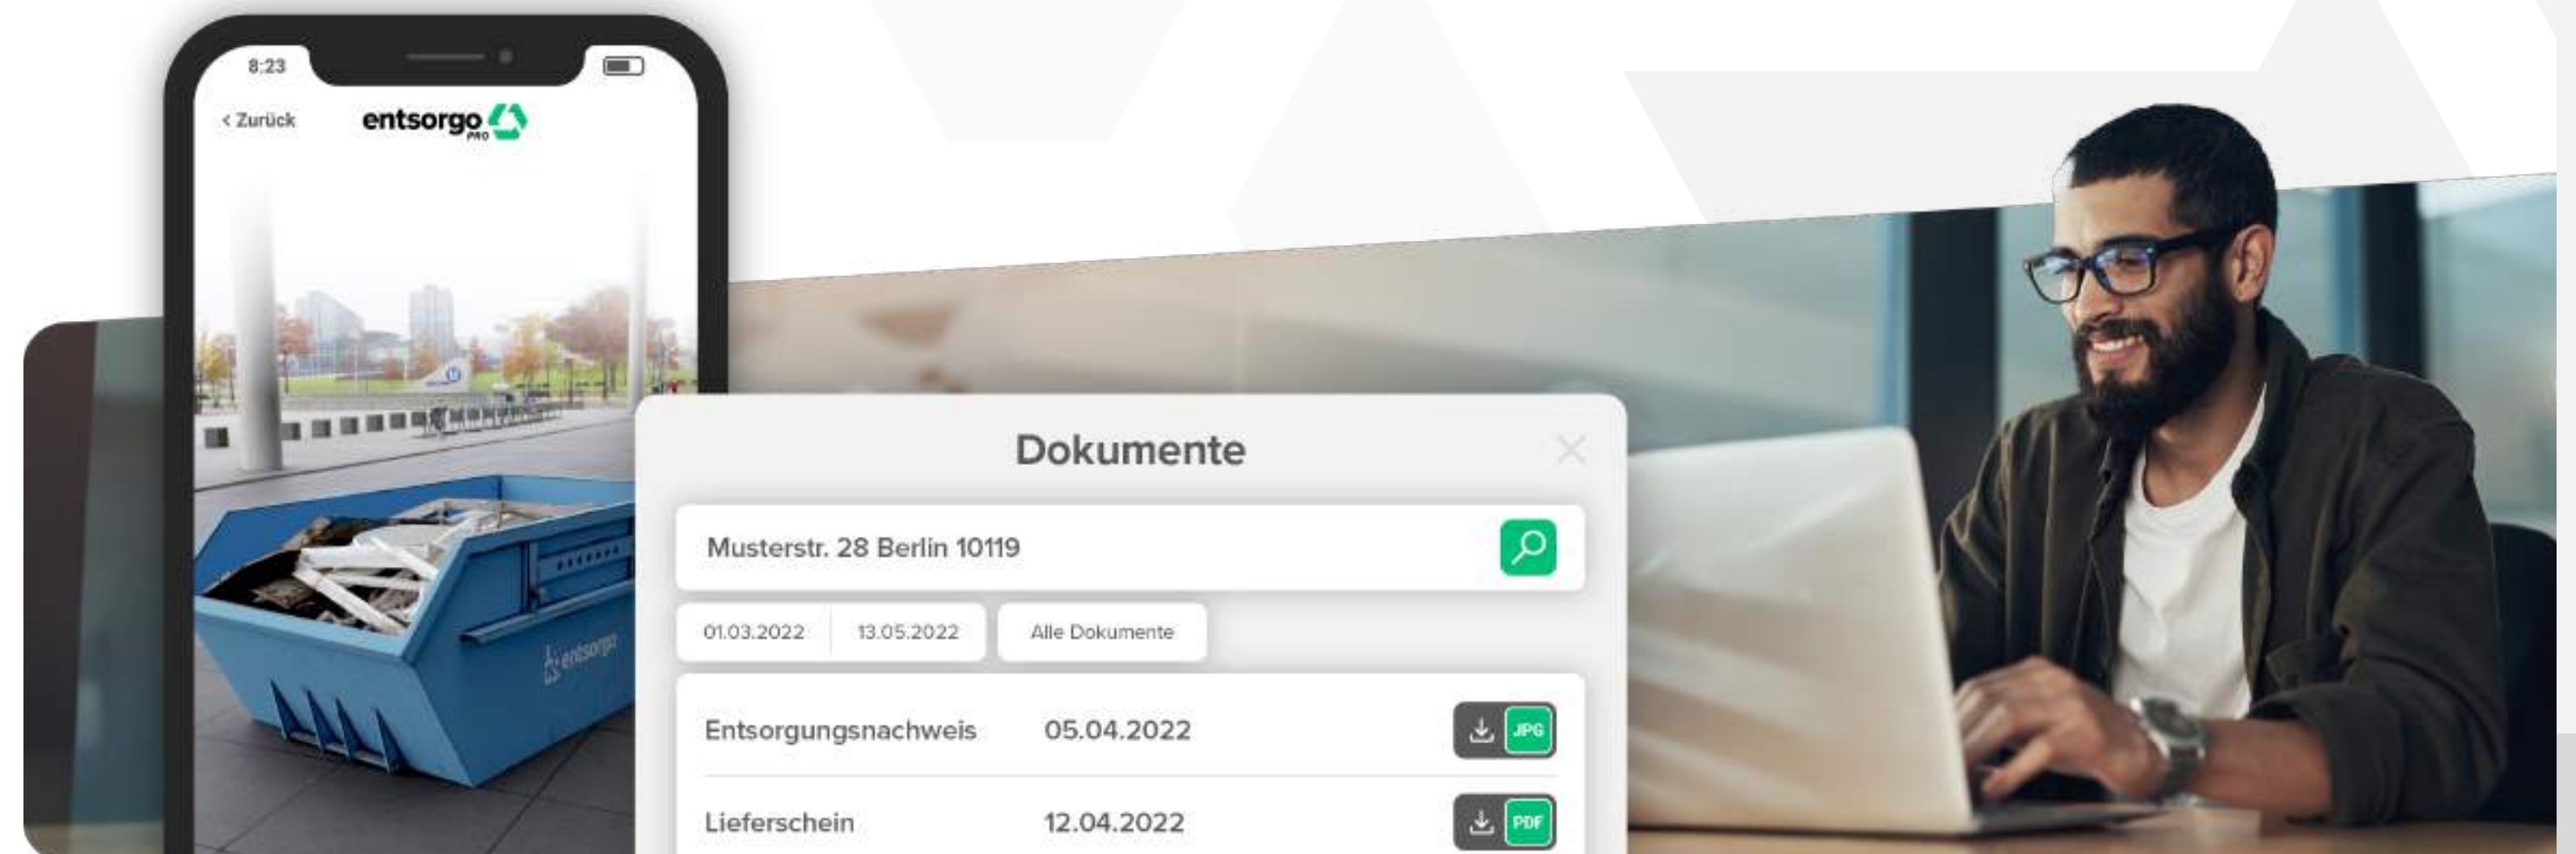 8:23
< Zurück
entsorgo
PRO
entsorgo
Dokumente
Musterstr. 28 Berlin 10119
01.03.2022 13.05.2022 Alle Dokumente
Entsorgungsnachweis 05.04.2022 JPG
Lieferschein 12.04.2022 PDF